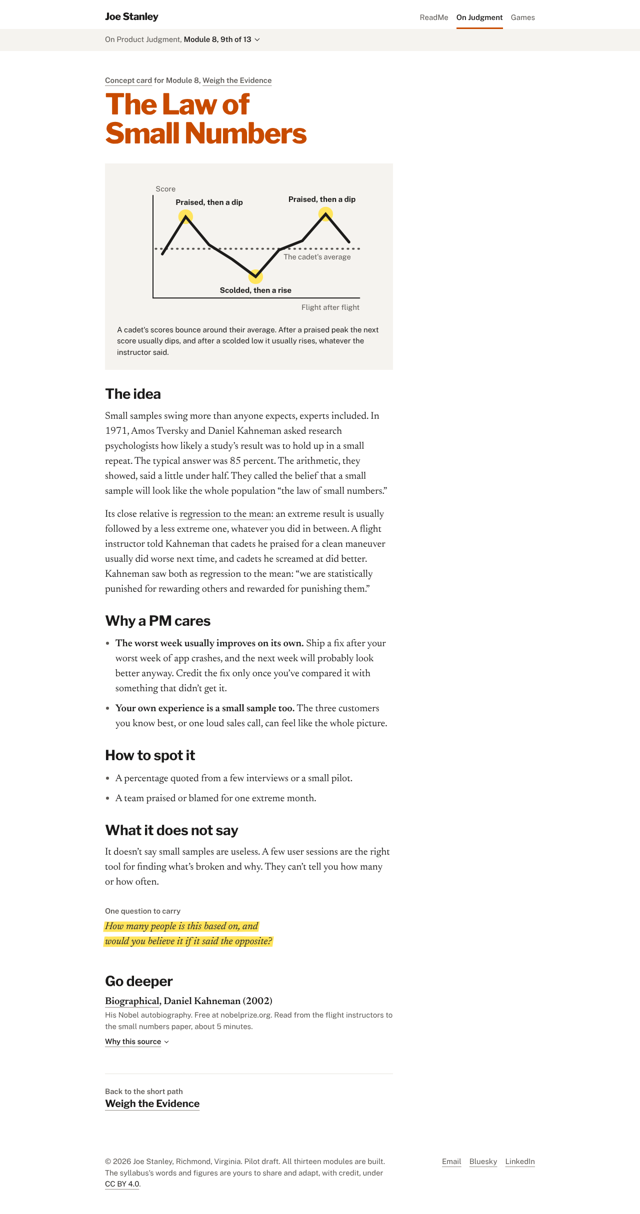 Joe Stanley
ReadMe On Judgment Games
On Product Judgment, Module 8, 9th of 13
Concept card for Module 8, Weigh the Evidence
The Law of
Small Numbers
Score
Praised, then a dip
Praised, then a dip
The cadet's average
Scolded, then a rise
Flight after flight
A cadet's scores bounce around their average. After a praised peak the next
score usually dips, and after a scolded low it usually rises, whatever the
instructor said.
The idea
Small samples swing more than anyone expects, experts included. In
1971, Amos Tversky and Daniel Kahneman asked research
psychologists how likely a study's result was to hold up in a small
repeat. The typical answer was 85 percent. The arithmetic, they
showed, said a little under half. They called the belief that a small
sample will look like the whole population “the law of small numbers.”
Its close relative is regression to the mean: an extreme result is usually
followed by a less extreme one, whatever you did in between. A flight
instructor told Kahneman that cadets he praised for a clean maneuver
usually did worse next time, and cadets he screamed at did better.
Kahneman saw both as regression to the mean: “we are statistically
punished for rewarding others and rewarded for punishing them.”
Why a PM cares
• The worst week usually improves on its own. Ship a fix after your
worst week of app crashes, and the next week will probably look
better anyway. Credit the fix only once you've compared it with
something that didn't get it.
• Your own experience is a small sample too. The three customers
you know best, or one loud sales call, can feel like the whole picture.
How to spot it
• A percentage quoted from a few interviews or a small pilot.
• A team praised or blamed for one extreme month.
What it does not say
It doesn't say small samples are useless. A few user sessions are the right
tool for finding what's broken and why. They can't tell you how many
or how often.
One question to carry
How many people is this based on, and
would you believe it if it said the opposite?
Go deeper
Biographical, Daniel Kahneman (2002)
His Nobel autobiography. Free at nobelprize.org. Read from the flight instructors to
the small numbers paper, about 5 minutes.
Why this source
Back to the short path
Weigh the Evidence
© 2026 Joe Stanley, Richmond, Virginia. Pilot draft. All thirteen modules are built.
The syllabus's words and figures are yours to share and adapt, with credit, under
CC BY 4.0.
Email Bluesky LinkedIn